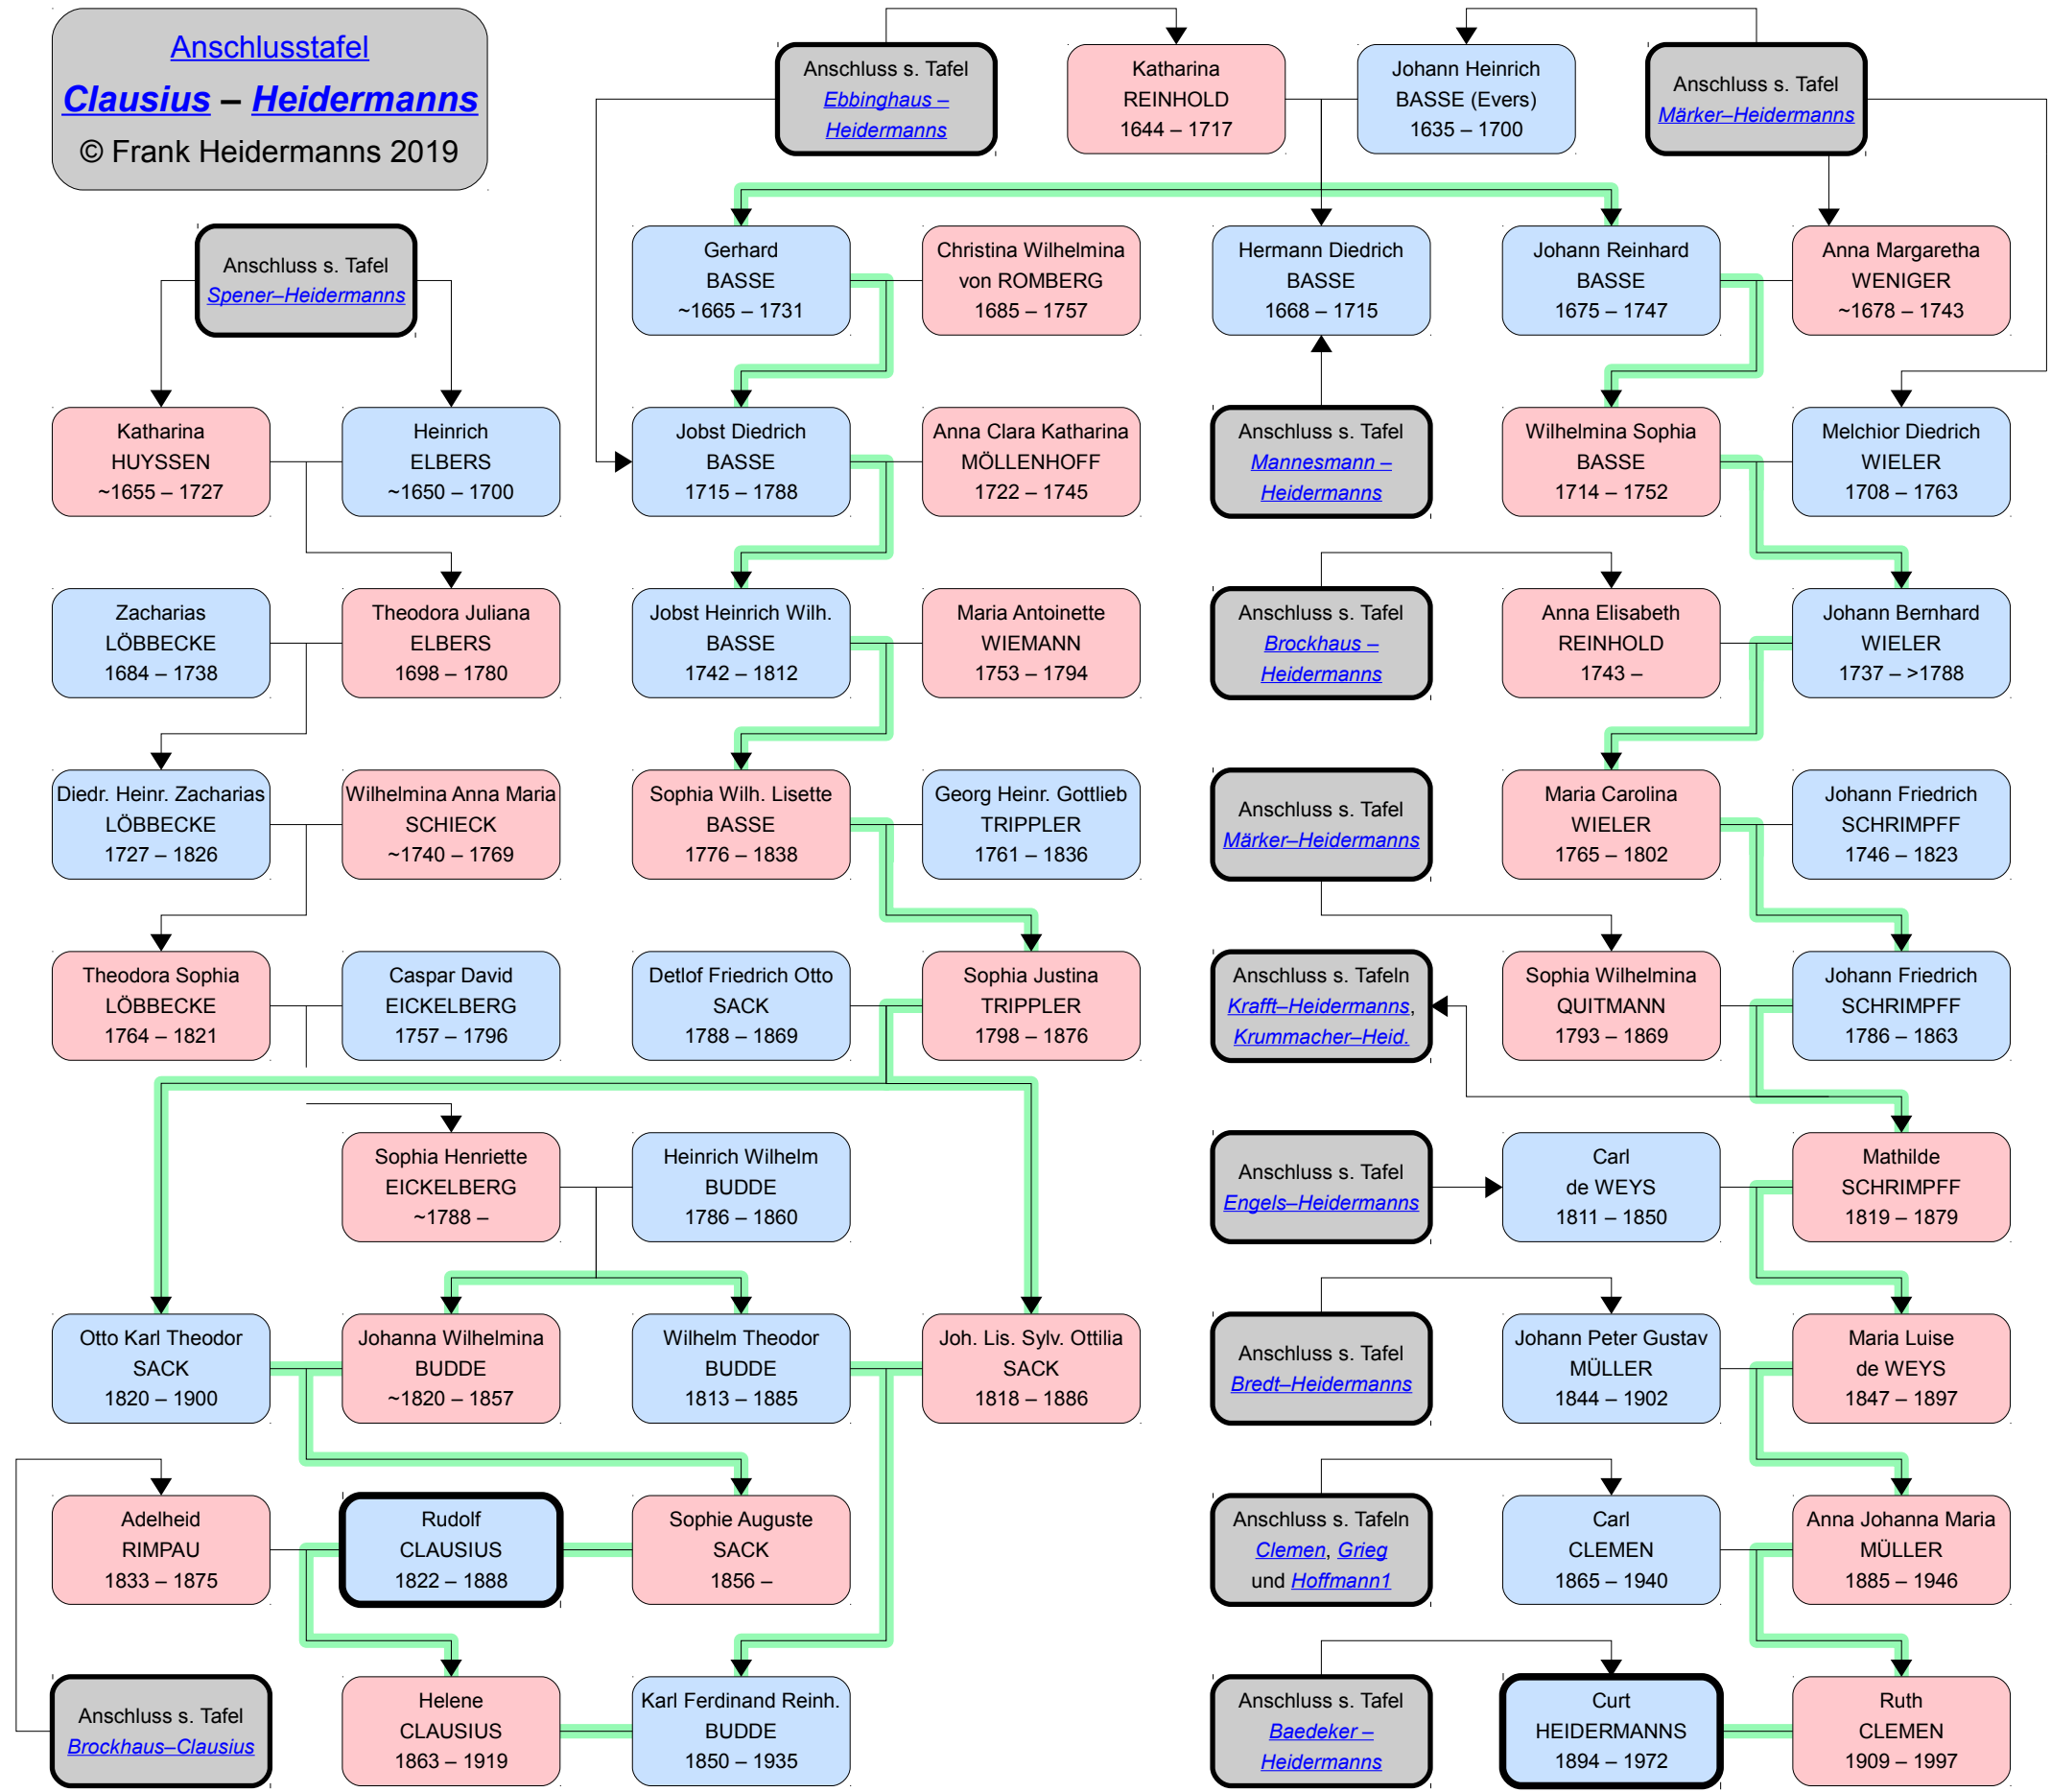 Anschlusstafel
Clausius – Heidermanns
© Frank Heidermanns 2019
Anschluss s. Tafel
Ebbinghaus –
Heidermanns
Katharina
REINHOLD
1644 – 1717
Johann Heinrich
BASSE (Evers)
1635 – 1700
Anschluss s. Tafel
Märker–Heidermanns
Anschluss s. Tafel
Spener–Heidermanns
Gerhard
BASSE
~1665 – 1731
Christina Wilhelmina
von ROMBERG
1685 – 1757
Hermann Diedrich
BASSE
1668 – 1715
Johann Reinhard
BASSE
1675 – 1747
Anna Margaretha
WENIGER
~1678 – 1743
Katharina
HUYSSEN
~1655 – 1727
Heinrich
ELBERS
~1650 – 1700
Jobst Diedrich
BASSE
1715 – 1788
Anna Clara Katharina
MÖLLENHOFF
1722 – 1745
Anschluss s. Tafel
Mannesmann –
Heidermanns
Wilhelmina Sophia
BASSE
1714 – 1752
Melchior Diedrich
WIELER
1708 – 1763
Zacharias
LÖBBECKE
1684 – 1738
Theodora Juliana
ELBERS
1698 – 1780
Jobst Heinrich Wilh.
BASSE
1742 – 1812
Maria Antoinette
WIEMANN
1753 – 1794
Anschluss s. Tafel
Brockhaus –
Heidermanns
Anna Elisabeth
REINHOLD
1743 –
Johann Bernhard
WIELER
1737 – >1788
Diedr. Heinr. Zacharias
LÖBBECKE
1727 – 1826
Wilhelmina Anna Maria
SCHIECK
~1740 – 1769
Sophia Wilh. Lisette
BASSE
1776 – 1838
Georg Heinr. Gottlieb
TRIPPLER
1761 – 1836
Anschluss s. Tafel
Märker–Heidermanns
Maria Carolina
WIELER
1765 – 1802
Johann Friedrich
SCHRIMPFF
1746 – 1823
Theodora Sophia
LÖBBECKE
1764 – 1821
Caspar David
EICKELBERG
1757 – 1796
Detlof Friedrich Otto
SACK
1788 – 1869
Sophia Justina
TRIPPLER
1798 – 1876
Anschluss s. Tafeln
Krafft–Heidermanns,
Krummacher–Heid.
Sophia Wilhelmina
QUITMANN
1793 – 1869
Johann Friedrich
SCHRIMPFF
1786 – 1863
Sophia Henriette
EICKELBERG
~1788 –
Heinrich Wilhelm
BUDDE
1786 – 1860
Anschluss s. Tafel
Engels–Heidermanns
Carl
de WEYS
1811 – 1850
Mathilde
SCHRIMPFF
1819 – 1879
Otto Karl Theodor
SACK
1820 – 1900
Johanna Wilhelmina
BUDDE
~1820 – 1857
Wilhelm Theodor
BUDDE
1813 – 1885
Joh. Lis. Sylv. Ottilia
SACK
1818 – 1886
Anschluss s. Tafel
Bredt–Heidermanns
Johann Peter Gustav
MÜLLER
1844 – 1902
Maria Luise
de WEYS
1847 – 1897
Adelheid
RIMPAU
1833 – 1875
Rudolf
CLAUSIUS
1822 – 1888
Sophie Auguste
SACK
1856 –
Anschluss s. Tafeln
Clemen, Grieg
und Hoffmann1
Carl
CLEMEN
1865 – 1940
Anna Johanna Maria
MÜLLER
1885 – 1946
Anschluss s. Tafel
Brockhaus–Clausius
Helene
CLAUSIUS
1863 – 1919
Karl Ferdinand Reinh.
BUDDE
1850 – 1935
Anschluss s. Tafel
Baedeker –
Heidermanns
Curt
HEIDERMANNS
1894 – 1972
Ruth
CLEMEN
1909 – 1997